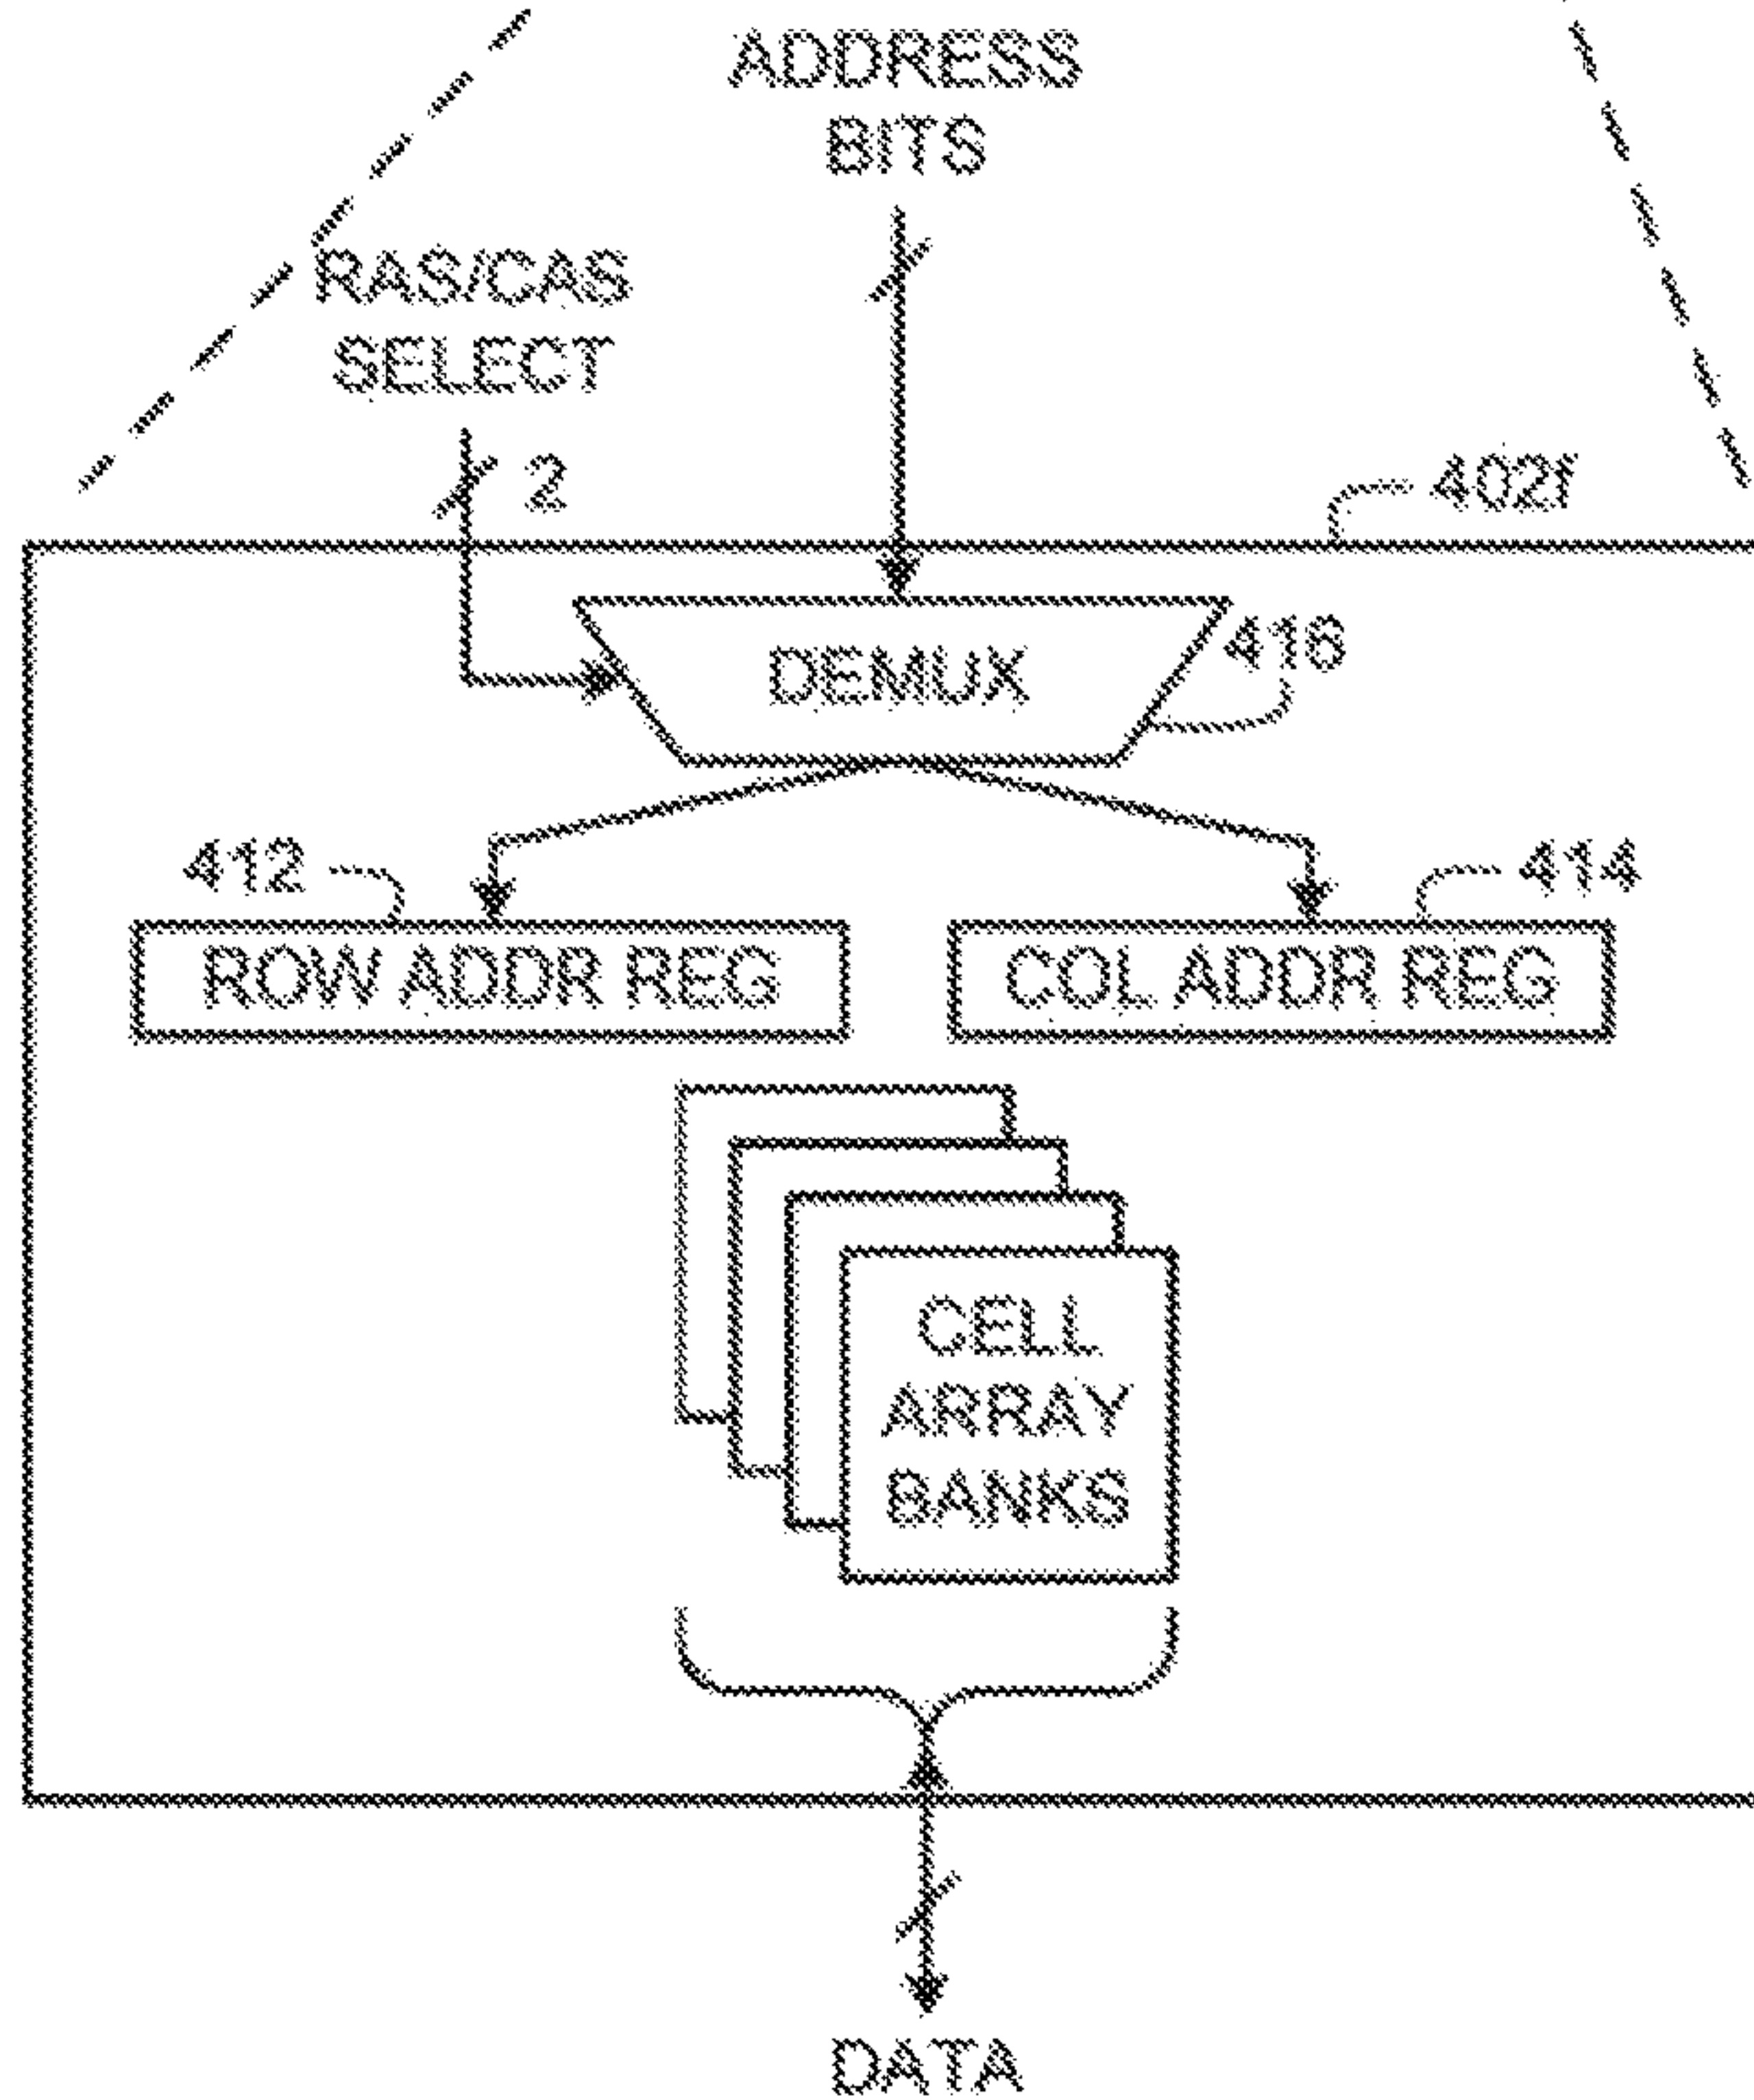 ADDRESS
BITS
RAS/CAS
SELECT
2
402f
DEMUX
416
412
414
ROW ADDR REG
COL ADDR REG
CELL
ARRAY
BANKS
DATA